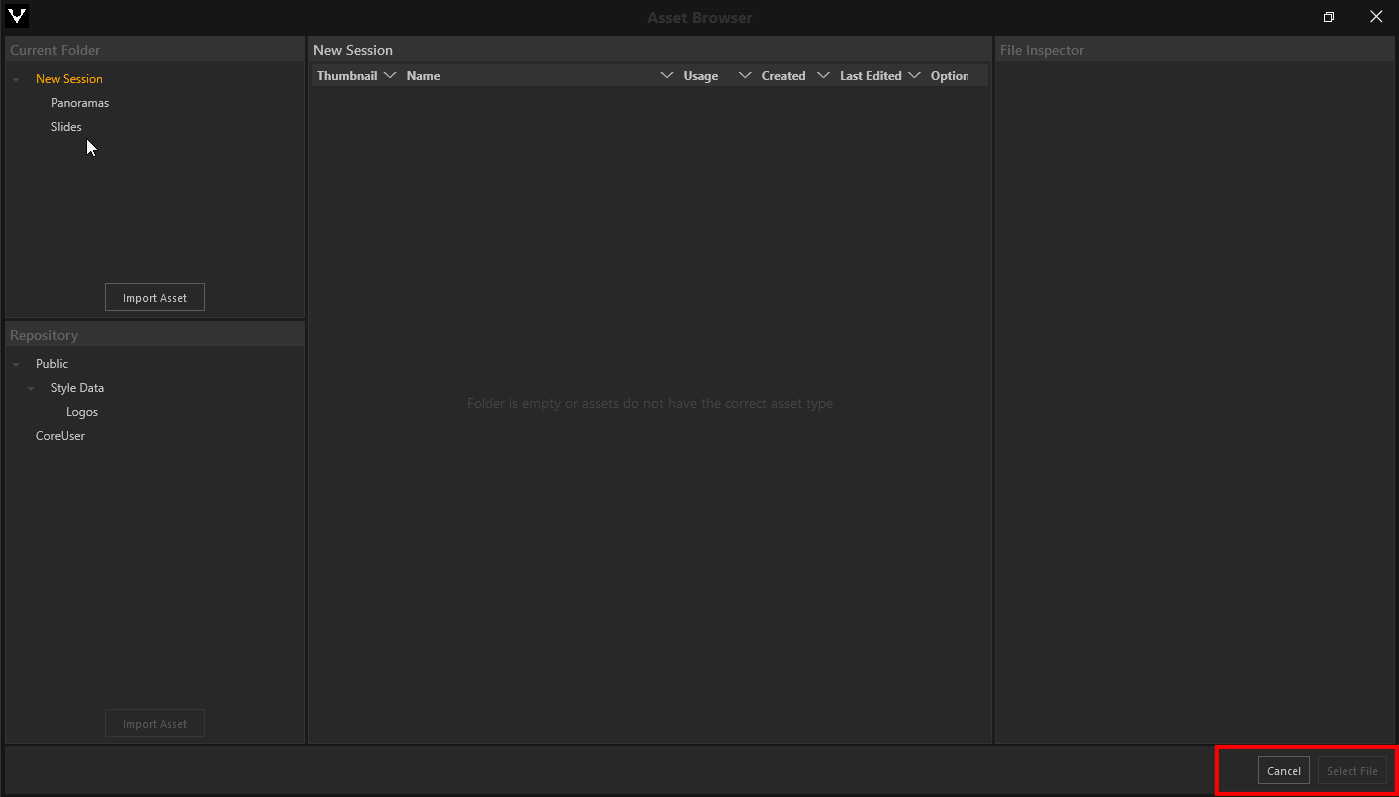 Asset Browser
Current Folder
New Session
Panoramas
Slides
Import Asset
Repository
Public
Style Data
Logos
CoreUser
Import Asset
New Session
Thumbnail Name Usage Created Last Edited Option
Folder is empty or assets do not have the correct asset type
File Inspector
Cancel Select File